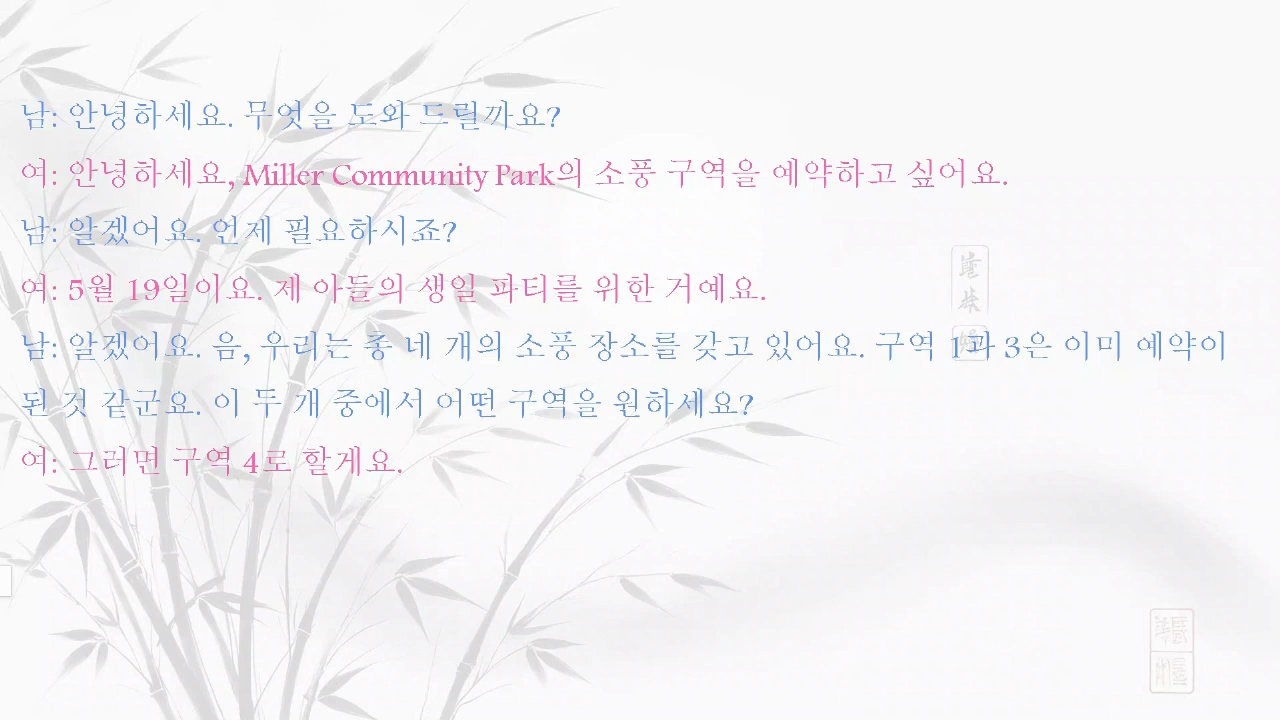 남: 안녕하세요. 무엇을 도와 드릴까요?
여: 안녕하세요, Miller Community Park의 소풍 구역을 예약하고 싶어요.
남: 알겠어요. 언제 필요하시죠?
여: 5월 19일이요. 제 아들의 생일 파티를 위한 거예요.
남: 알겠어요. 음, 우리는 총 네 개의 소풍 장소를 갖고 있어요. 구역 1과 3은 이미 예약이
된 것 같군요. 이 두 개 중에서 어떤 구역을 원하세요?
여: 그러면 구역 4로 할게요.